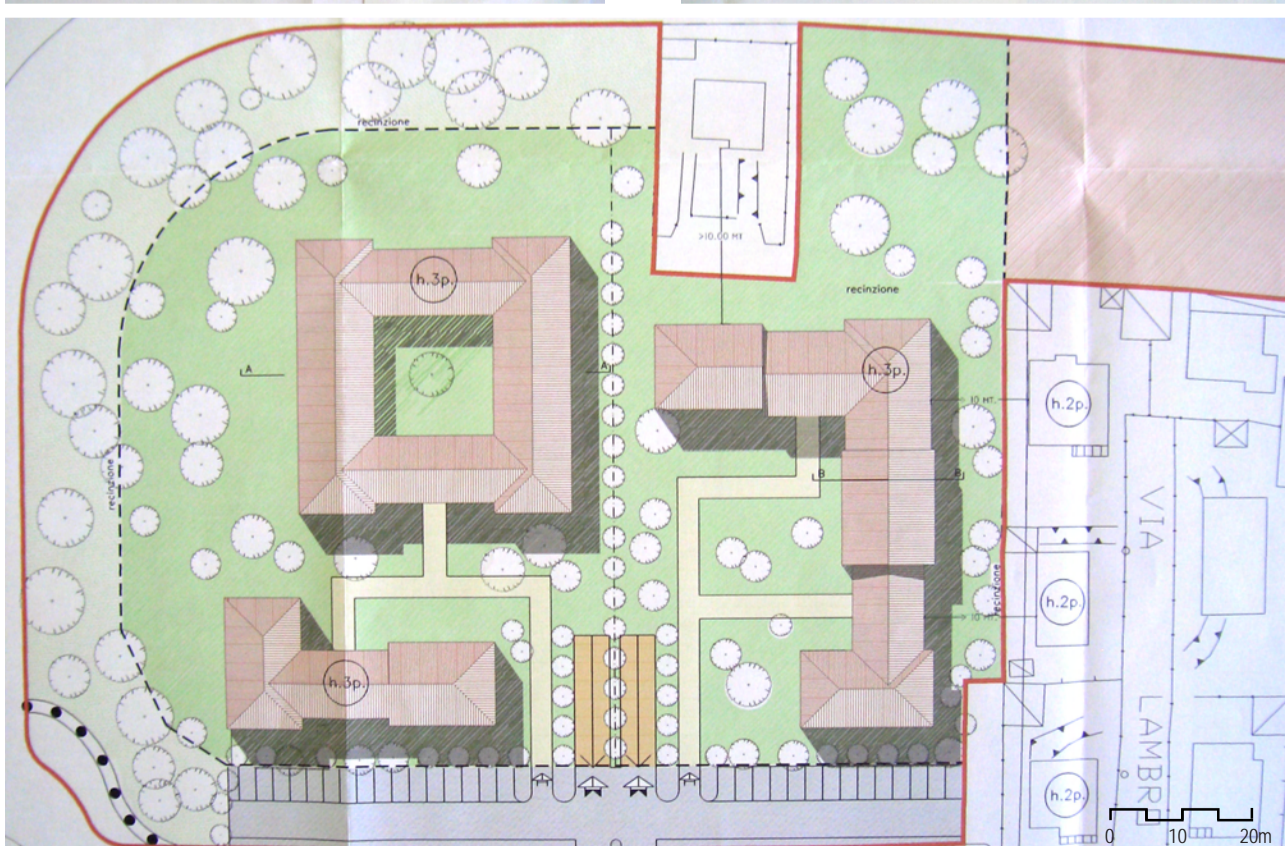 recinzione
h.3p.
>10.00 MT
recinzione
A
A
h.3p.
10 MT.
h.2p.
B
B
recinzione
VIA LAMBRO
recinzione
h.2p.
> 10 MT.
h.3p.
h.2p.
0 10 20m